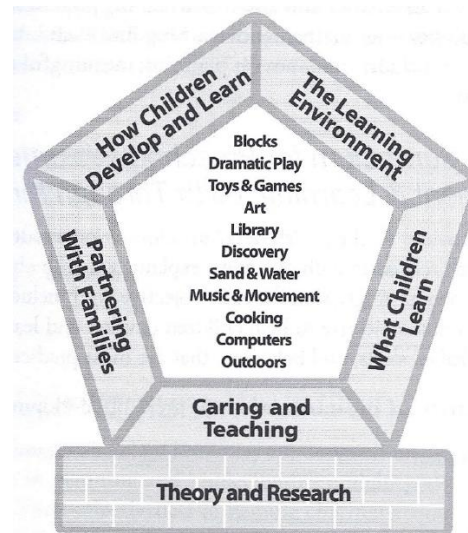 How Children
Develop and Learn
The Learning
Environment
Blocks
Dramatic Play
Toys & Games
Art
Library
Discovery
Sand & Water
Music & Movement
Cooking
Computers
Outdoors
Partnering
With Families
What Children
Learn
Caring and
Teaching
Theory and Research